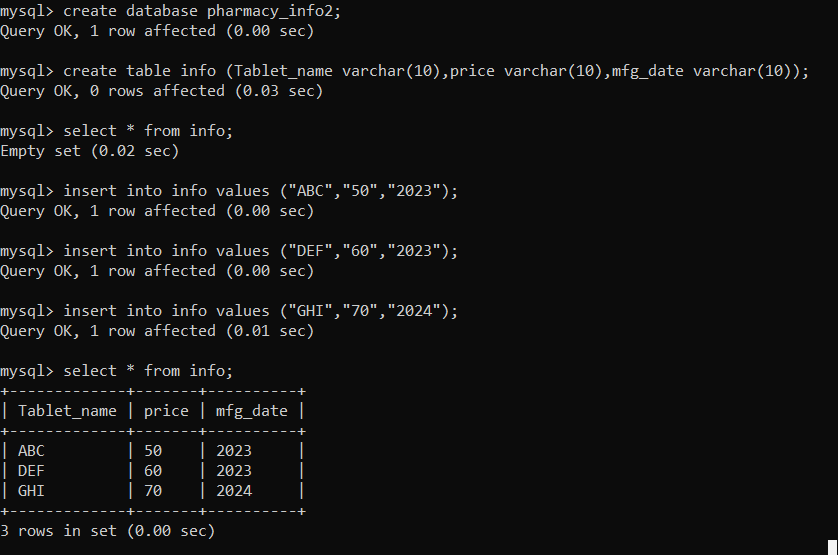 mysql> create database pharmacy_info2;
Query OK, 1 row affected (0.00 sec)

mysql> create table info (Tablet_name varchar(10),price varchar(10),mfg_date varchar(10));
Query OK, 0 rows affected (0.03 sec)

mysql> select * from info;
Empty set (0.02 sec)

mysql> insert into info values ("ABC","50","2023");
Query OK, 1 row affected (0.00 sec)

mysql> insert into info values ("DEF","60","2023");
Query OK, 1 row affected (0.00 sec)

mysql> insert into info values ("GHI","70","2024");
Query OK, 1 row affected (0.01 sec)

mysql> select * from info;
+-------------+-------+----------+
| Tablet_name | price | mfg_date |
+-------------+-------+----------+
| ABC         | 50    | 2023     |
| DEF         | 60    | 2023     |
| GHI         | 70    | 2024     |
+-------------+-------+----------+
3 rows in set (0.00 sec)